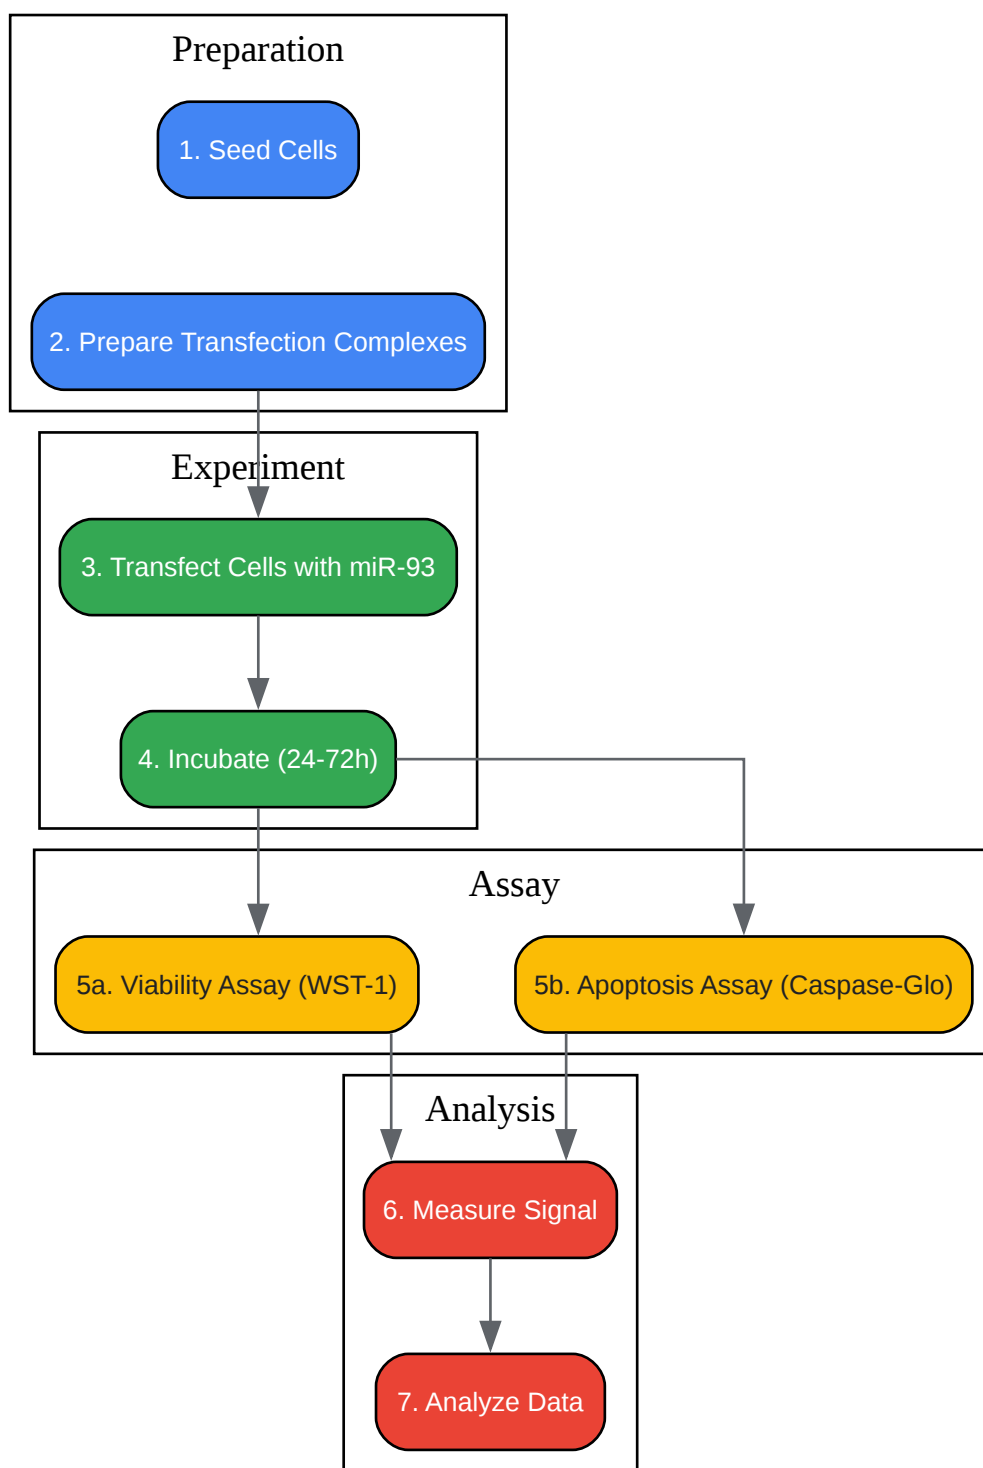 Preparation
1. Seed Cells
2. Prepare Transfection Complexes
Experiment
3. Transfect Cells with miR-93
4. Incubate (24-72h)
Assay
5a. Viability Assay (WST-1)
5b. Apoptosis Assay (Caspase-Glo)
Analysis
6. Measure Signal
7. Analyze Data